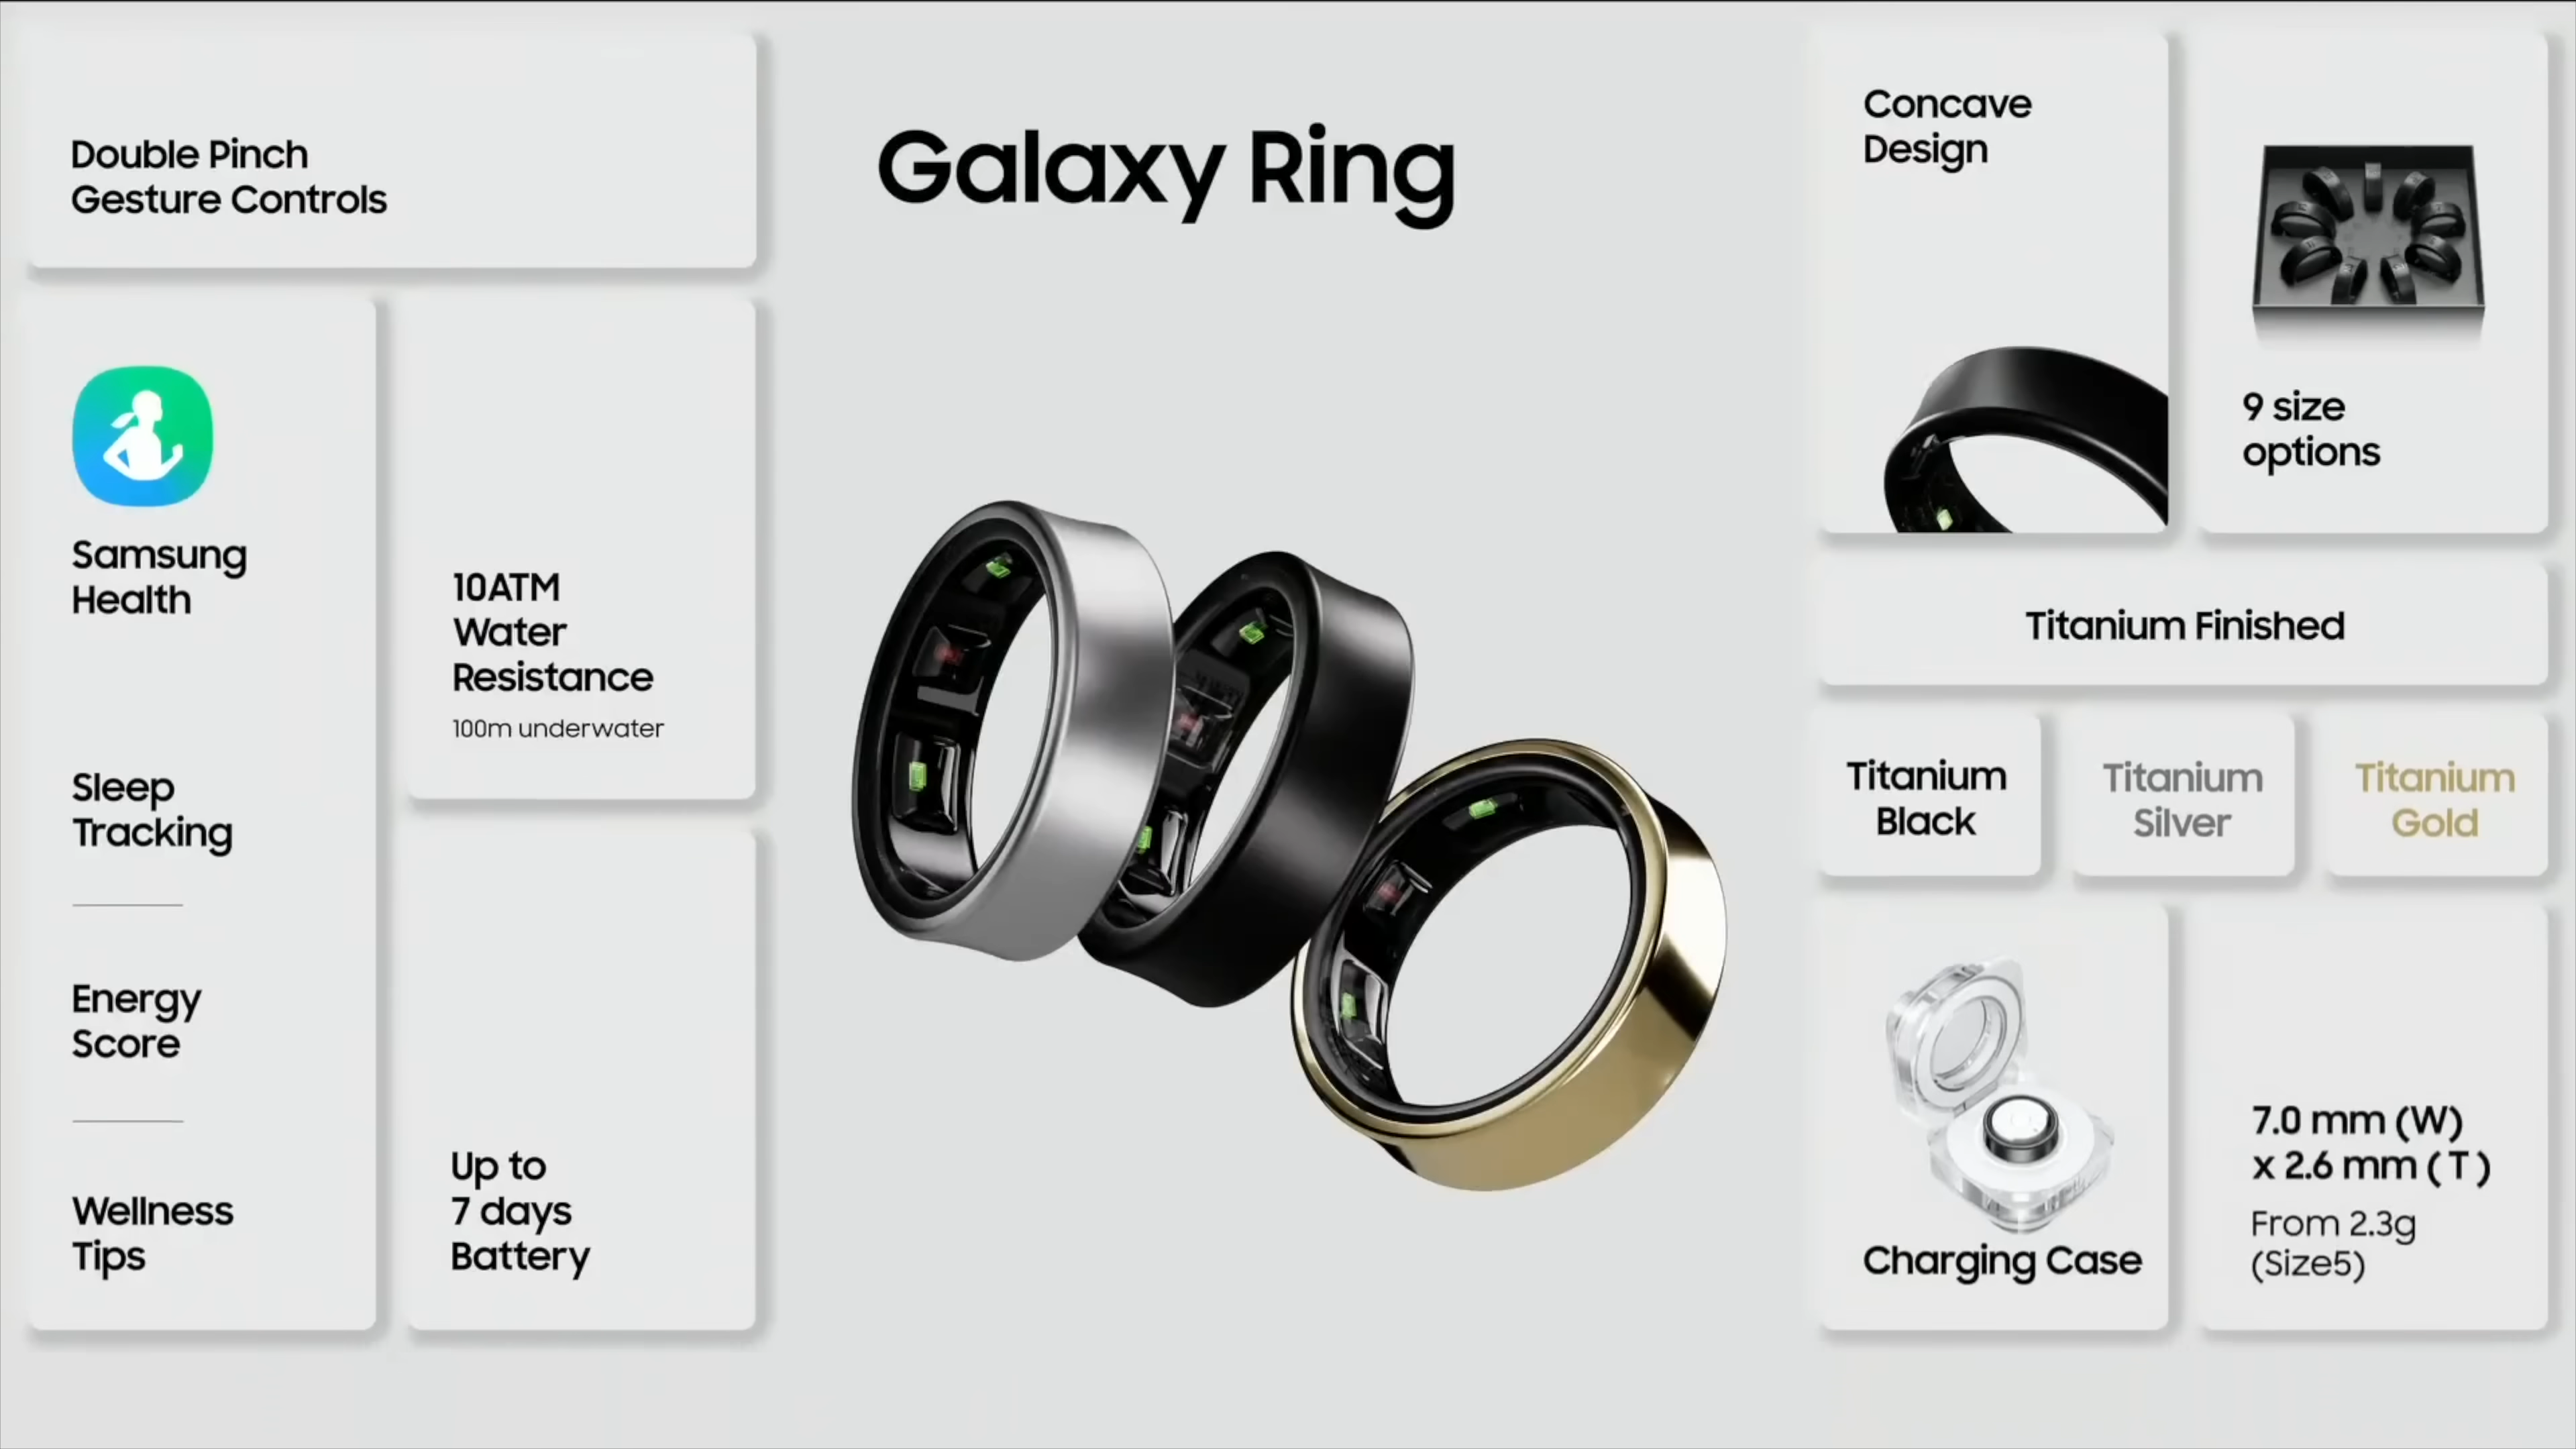 Double Pinch
Gesture Controls
Samsung
Health
Sleep
Tracking
Energy
Score
Wellness
Tips
10ATM
Water
Resistance
100m underwater
Up to
7 days
Battery
Galaxy Ring
Concave
Design
9 size
options
Titanium Finished
Titanium
Black
Titanium
Silver
Titanium
Gold
Charging Case
7.0 mm (W)
x 2.6 mm ( T )
From 2.3g
(Size5)